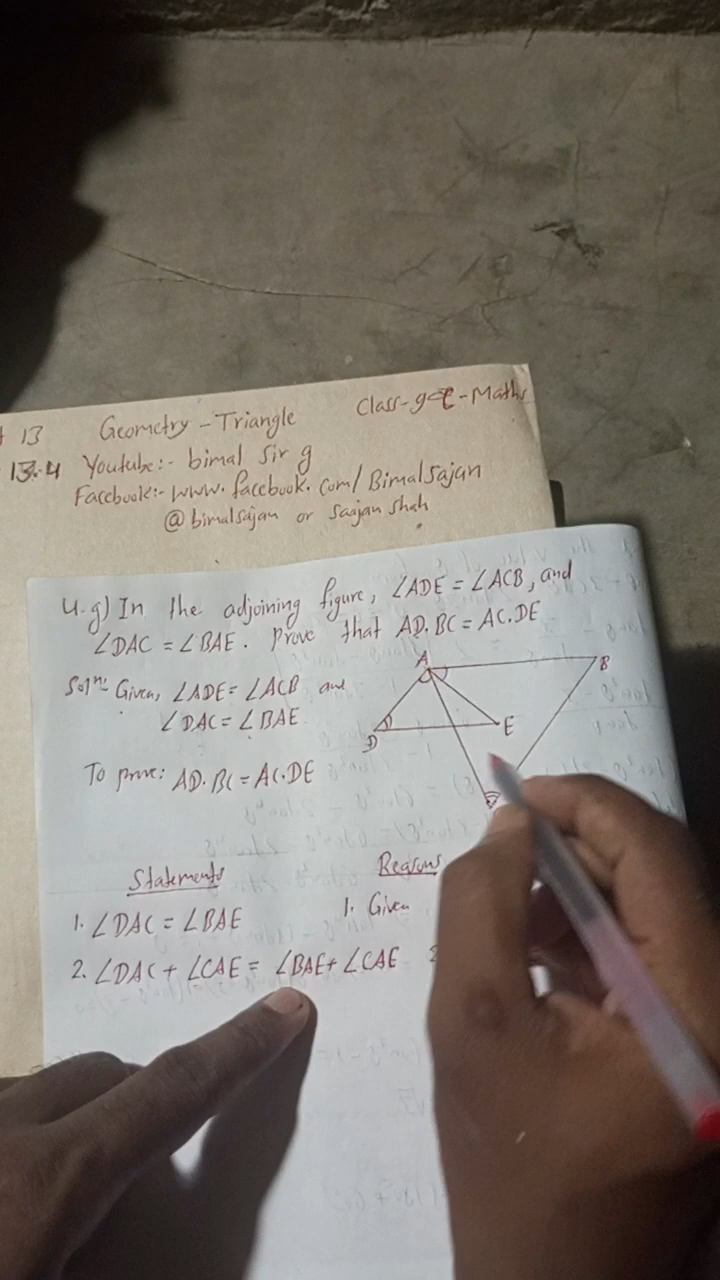 13 Geometry - Triangle Class-9 - Maths
13.4 Youtube:- bimal Sir g
Facebook:- www.facebook.com/Bimalsajan
@bimalsajan or Saajan Shah
4.g) In the adjoining figure, ∠ADE = ∠ACB, and
∠DAC = ∠BAE. Prove that AD.BC = AC.DE
Solⁿ: Given, ∠ADE = ∠ACB and
∠DAC = ∠BAE
To prove: AD.BC = AC.DE
A
B
D
E
Statements Reasons
1. ∠DAC = ∠BAE 1. Given
2. ∠DAC + ∠CAE = ∠BAE + ∠CAE